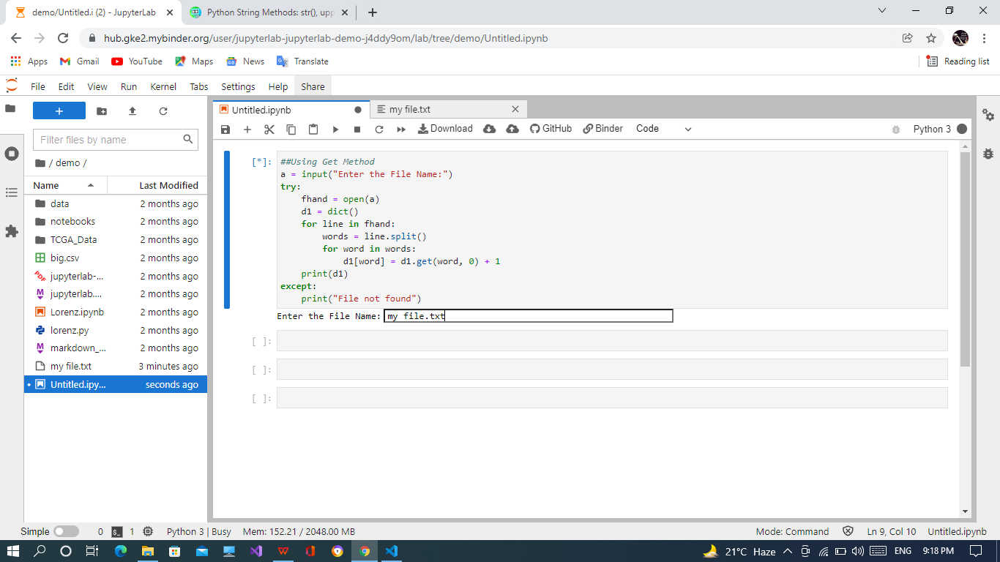 demo/Untitled.i (2) - JupyterLab
Python String Methods: str(), upp
hub.gke2.mybinder.org/user/jupyterlab-jupyterlab-demo-j4ddy9om/lab/tree/demo/Untitled.ipynb
Apps Gmail YouTube Maps News Translate Reading list
File Edit View Run Kernel Tabs Settings Help Share
Untitled.ipynb my file.txt
Download GitHub Binder Code Python 3
Filter files by name
/ demo /
Name Last Modified
data 2 months ago
notebooks 2 months ago
TCGA_Data 2 months ago
big.csv 2 months ago
jupyterlab-... 2 months ago
jupyterlab.... 2 months ago
Lorenz.ipynb 2 months ago
lorenz.py 2 months ago
markdown_... 2 months ago
my file.txt 3 minutes ago
Untitled.ipy... seconds ago
[*]: ##Using Get Method
a = input("Enter the File Name:")
try:
    fhand = open(a)
    d1 = dict()
    for line in fhand:
        words = line.split()
        for word in words:
            d1[word] = d1.get(word, 0) + 1
    print(d1)
except:
    print("File not found")
Enter the File Name: my file.txt
[ ]:
[ ]:
[ ]:
Simple 0 1 Python 3 | Busy Mem: 152.21 / 2048.00 MB Mode: Command Ln 9, Col 10 Untitled.ipynb
21°C Haze ENG 9:18 PM